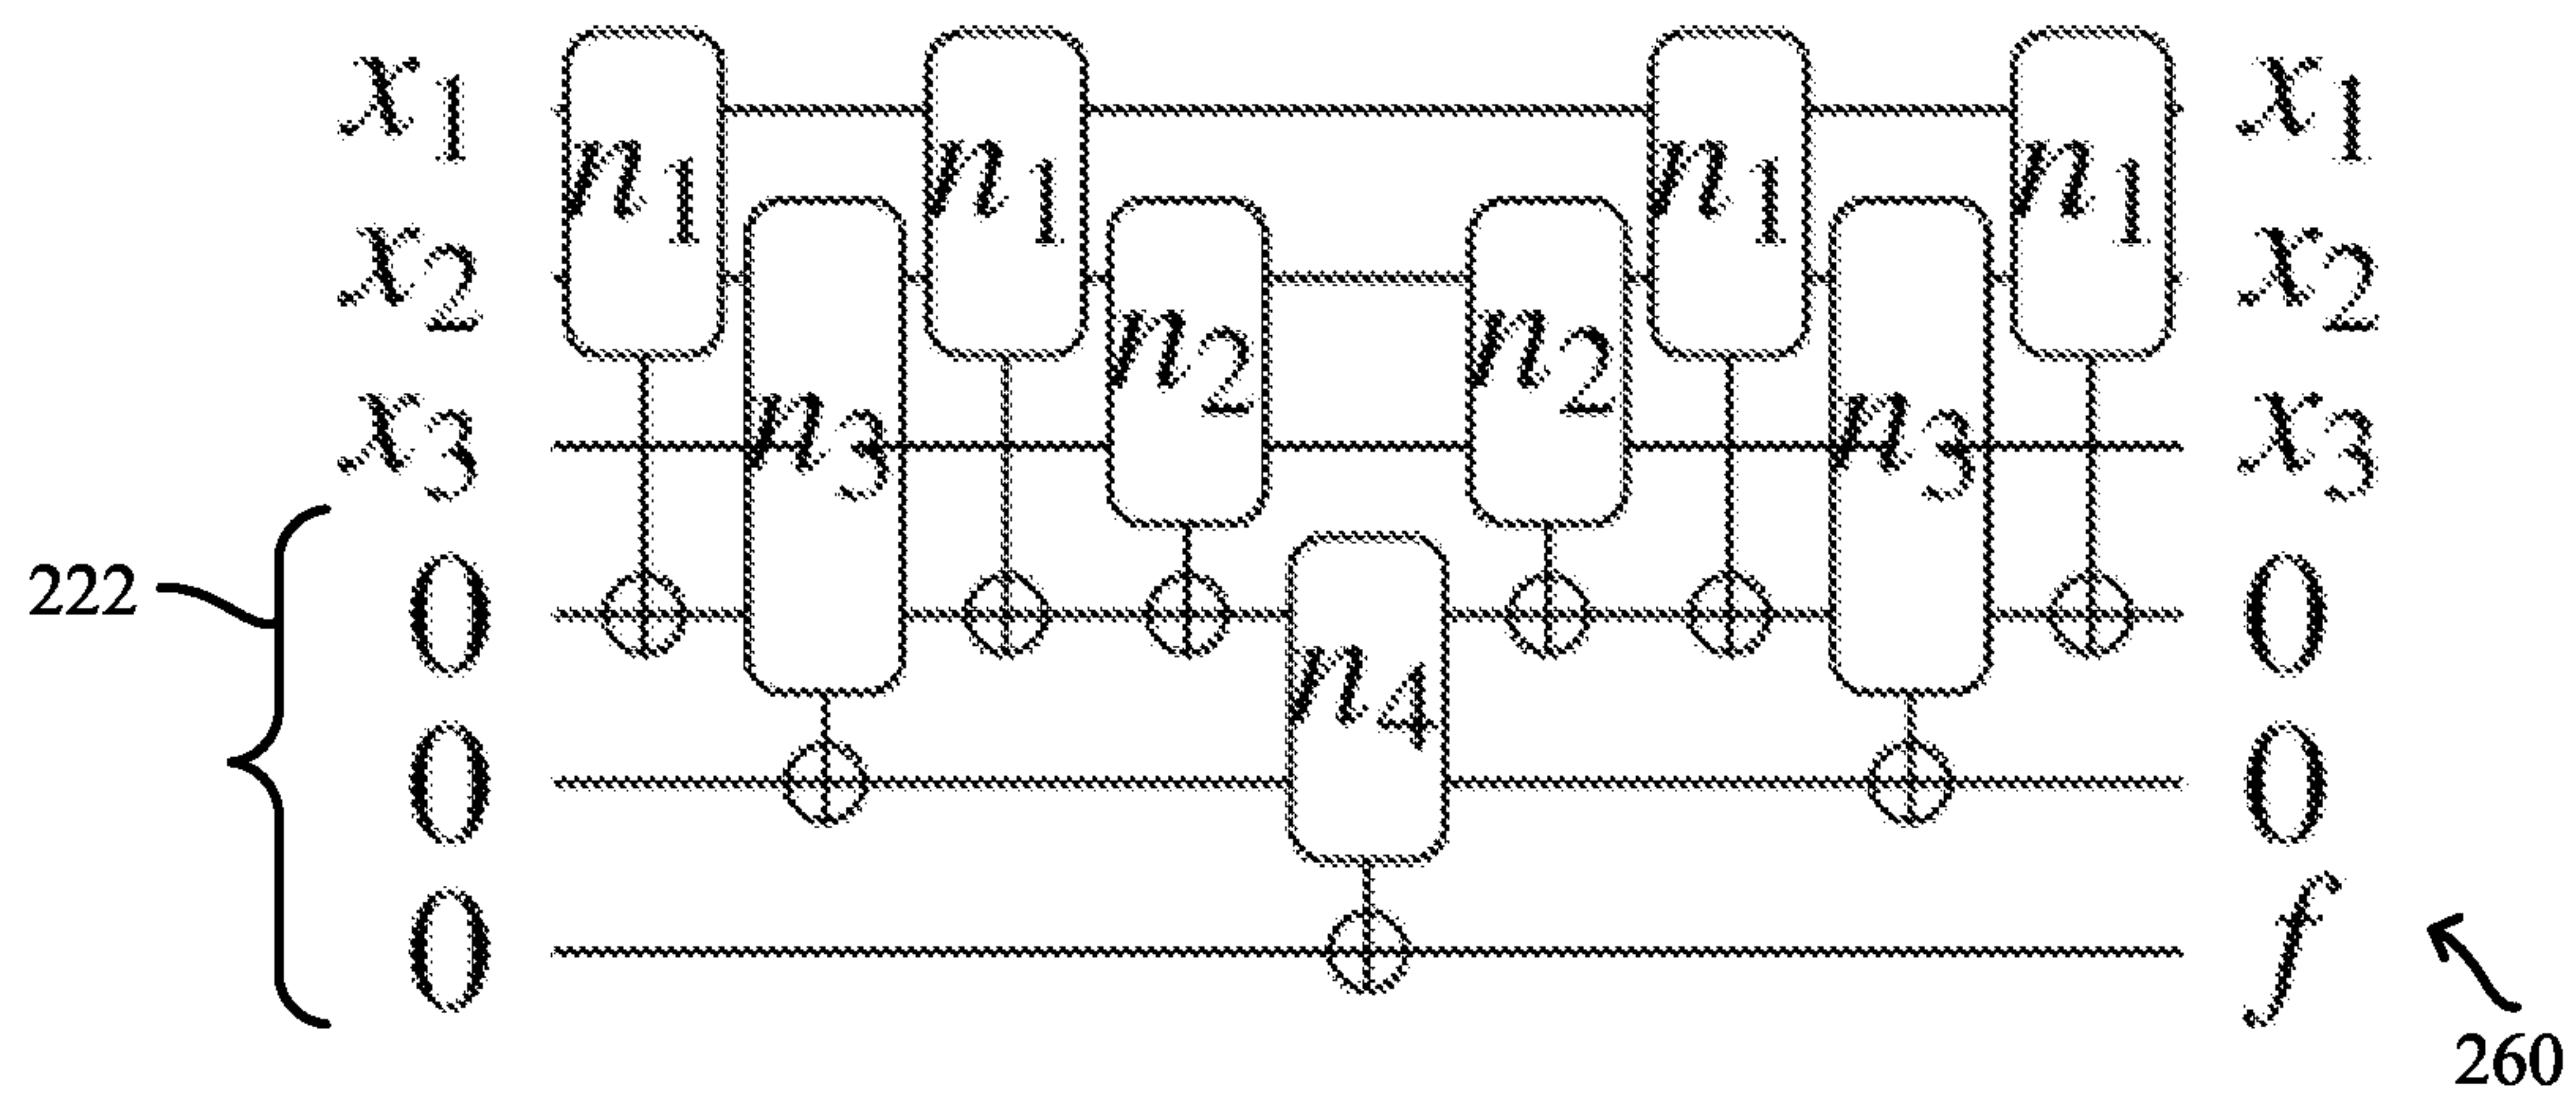 x₁ n₁ n₁ n₁ n₁ x₁
x₂ n₂ n₂ x₂
x₃ n₃ n₃ x₃
222 0 0
n₄
0 0
0 f
260